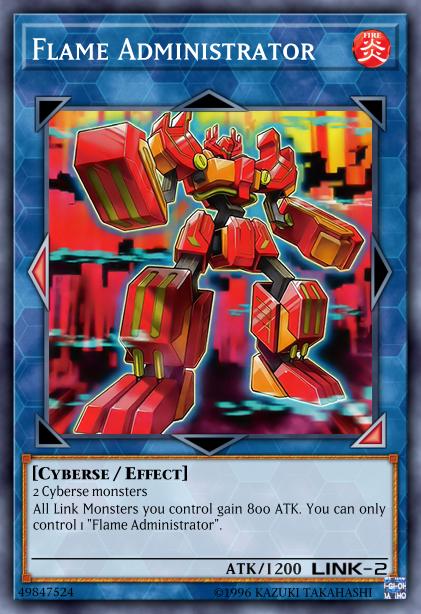 Flame Administrator
FIRE
炎
[Cyberse / Effect]
2 Cyberse monsters
All Link Monsters you control gain 800 ATK. You can only
control 1 "Flame Administrator".
ATK/1200 LINK-2
49847524 ©1996 KAZUKI TAKAHASHI